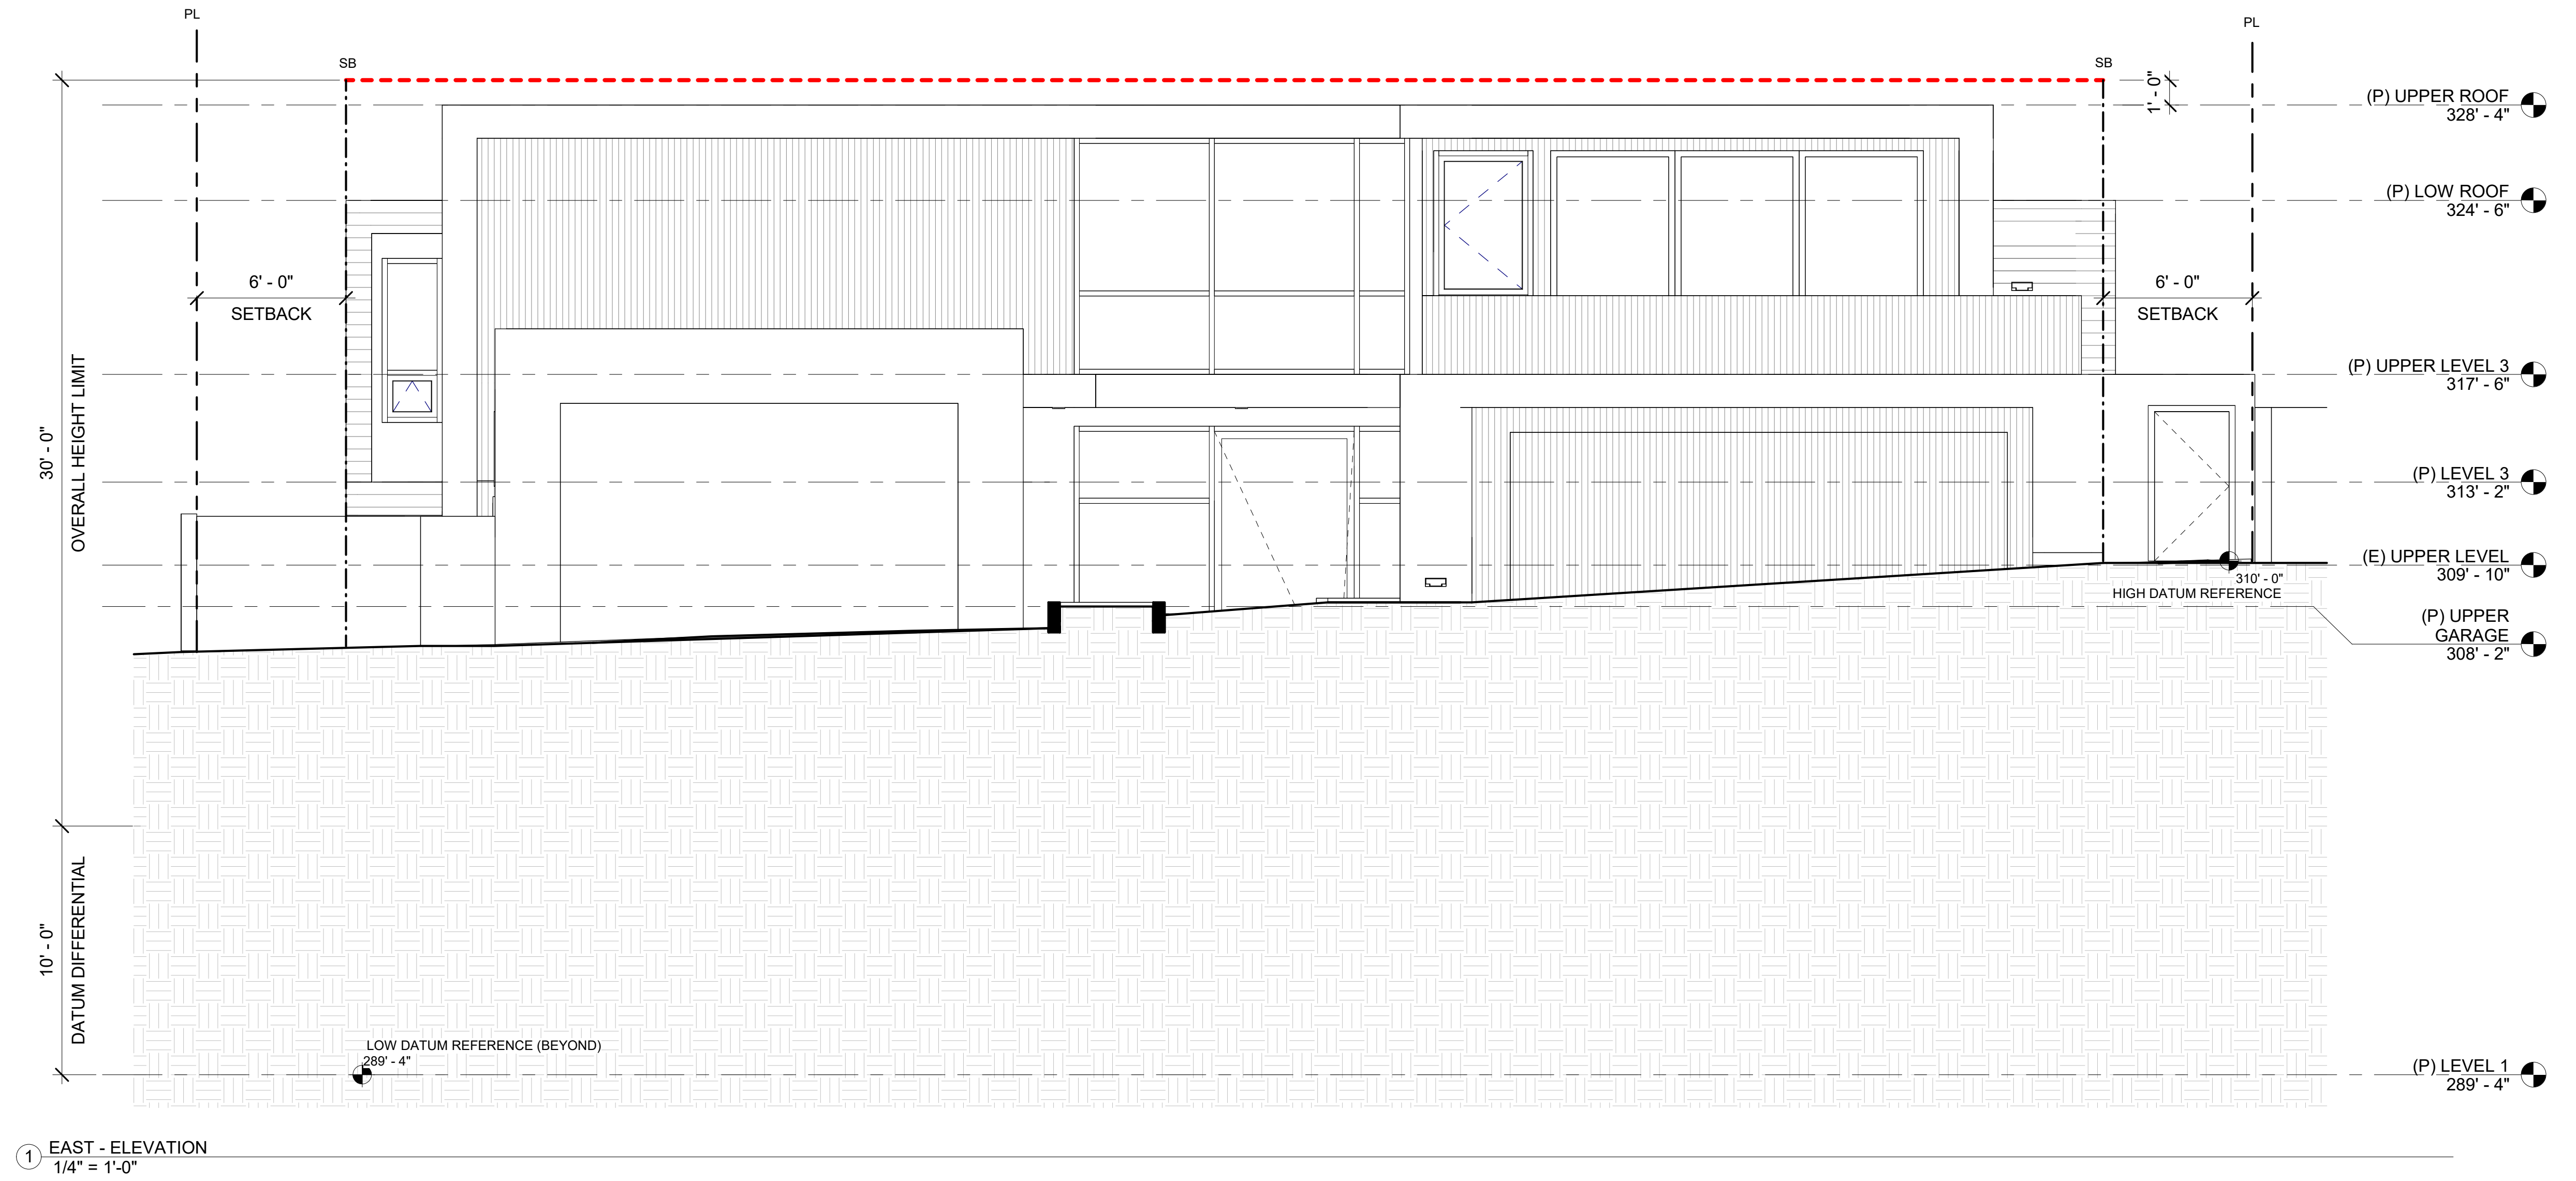 PL
PL
SB
SB
1' - 0"
(P) UPPER ROOF
328' - 4"
(P) LOW ROOF
324' - 6"
6' - 0"
SETBACK
6' - 0"
SETBACK
30' - 0"
OVERALL HEIGHT LIMIT
(P) UPPER LEVEL 3
317' - 6"
(P) LEVEL 3
313' - 2"
(E) UPPER LEVEL
309' - 10"
310' - 0"
HIGH DATUM REFERENCE
(P) UPPER
GARAGE
308' - 2"
10' - 0"
DATUM DIFFERENTIAL
LOW DATUM REFERENCE (BEYOND)
289' - 4"
(P) LEVEL 1
289' - 4"
1
EAST - ELEVATION
1/4" = 1'-0"